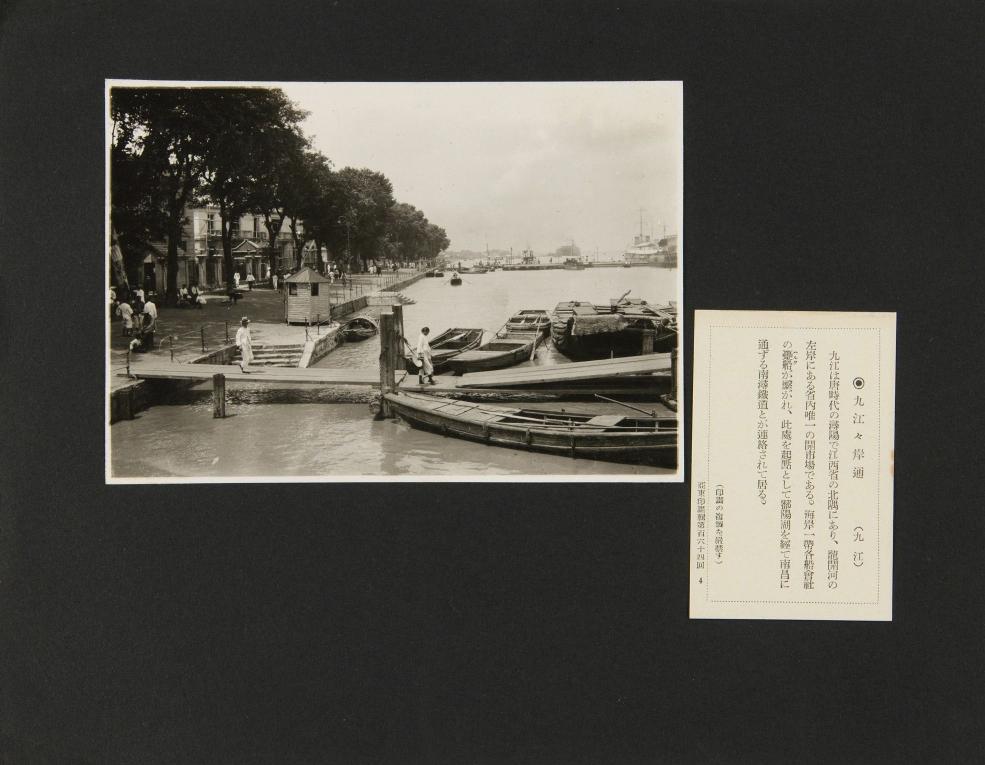 ◉九江々岸通　（九江）
九江は唐時代の潯陽で江西省の北隅にあり、龍開河の
左岸にある省内唯一の開市場である。海岸一帶各船會社
の躉船が繫がれ、此處を起點として鄱陽湖を經て南昌に
通ずる南潯鐵道とが連絡されて居る。
（印畫の複製を嚴禁す）
亞東印畫輯第百六十四回　4